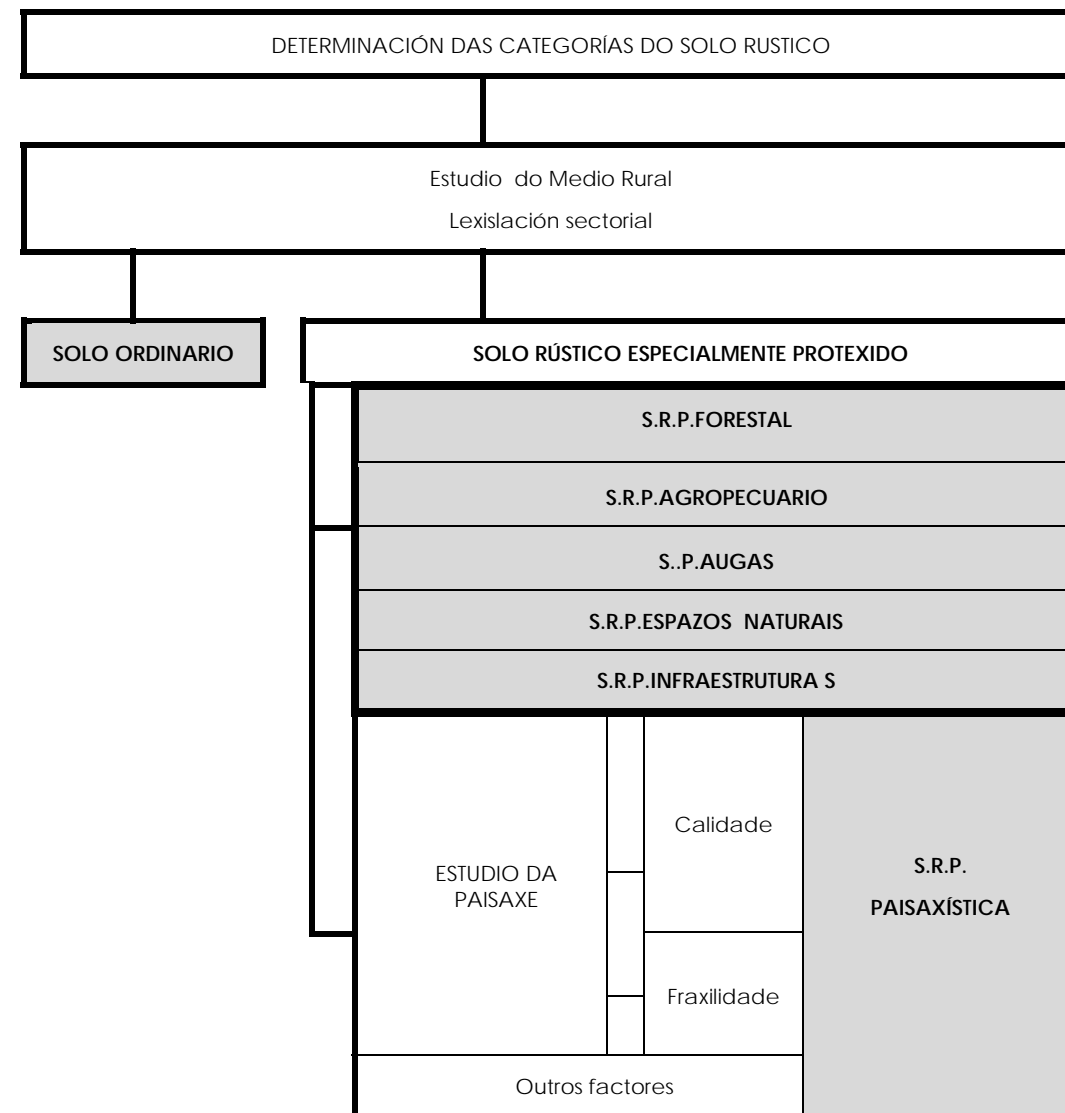 DETERMINACIÓN DAS CATEGORÍAS DO SOLO RUSTICO
Estudio do Medio Rural
Lexislación sectorial
SOLO ORDINARIO
SOLO RÚSTICO ESPECIALMENTE PROTEXIDO
S.R.P.FORESTAL
S.R.P.AGROPECUARIO
S..P.AUGAS
S.R.P.ESPAZOS NATURAIS
S.R.P.INFRAESTRUTURA S
ESTUDIO DA
PAISAXE
Calidade
Fraxilidade
S.R.P.
PAISAXÍSTICA
Outros factores